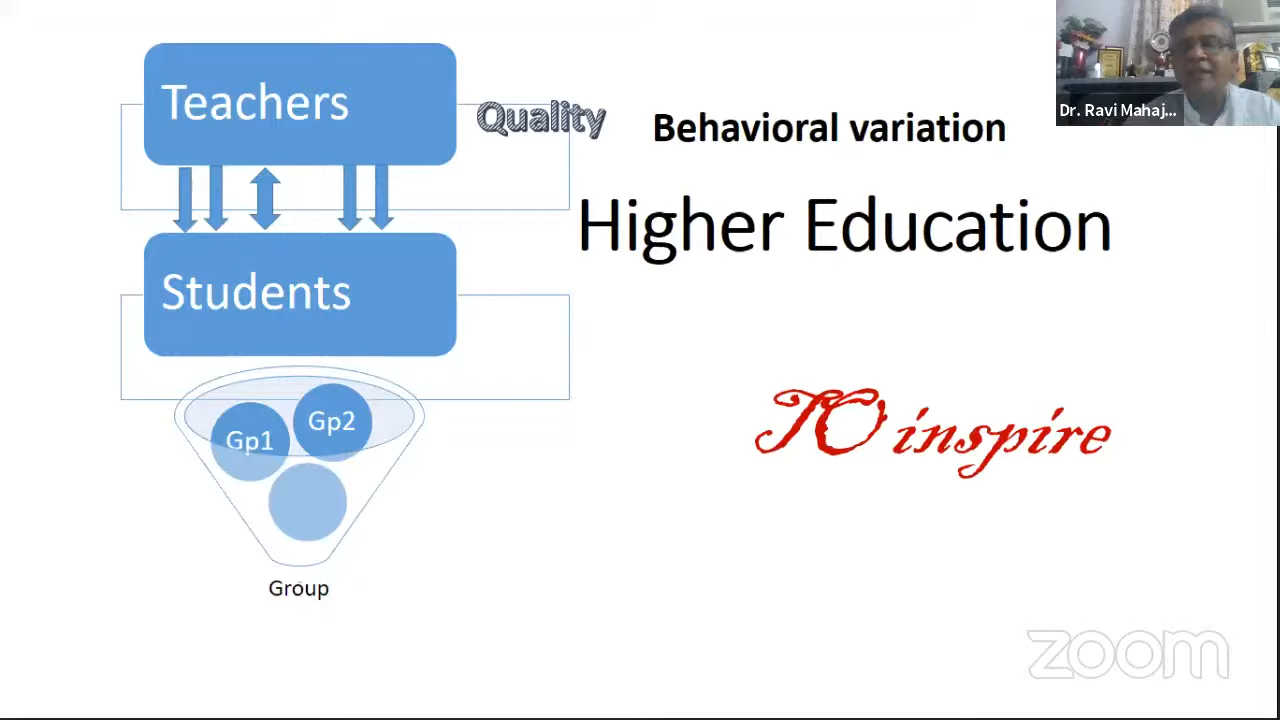 Teachers
Quality
Behavioral variation
Dr. Ravi Mahaj...
Higher Education
Students
TO inspire
Gp1
Gp2
Group
zoom